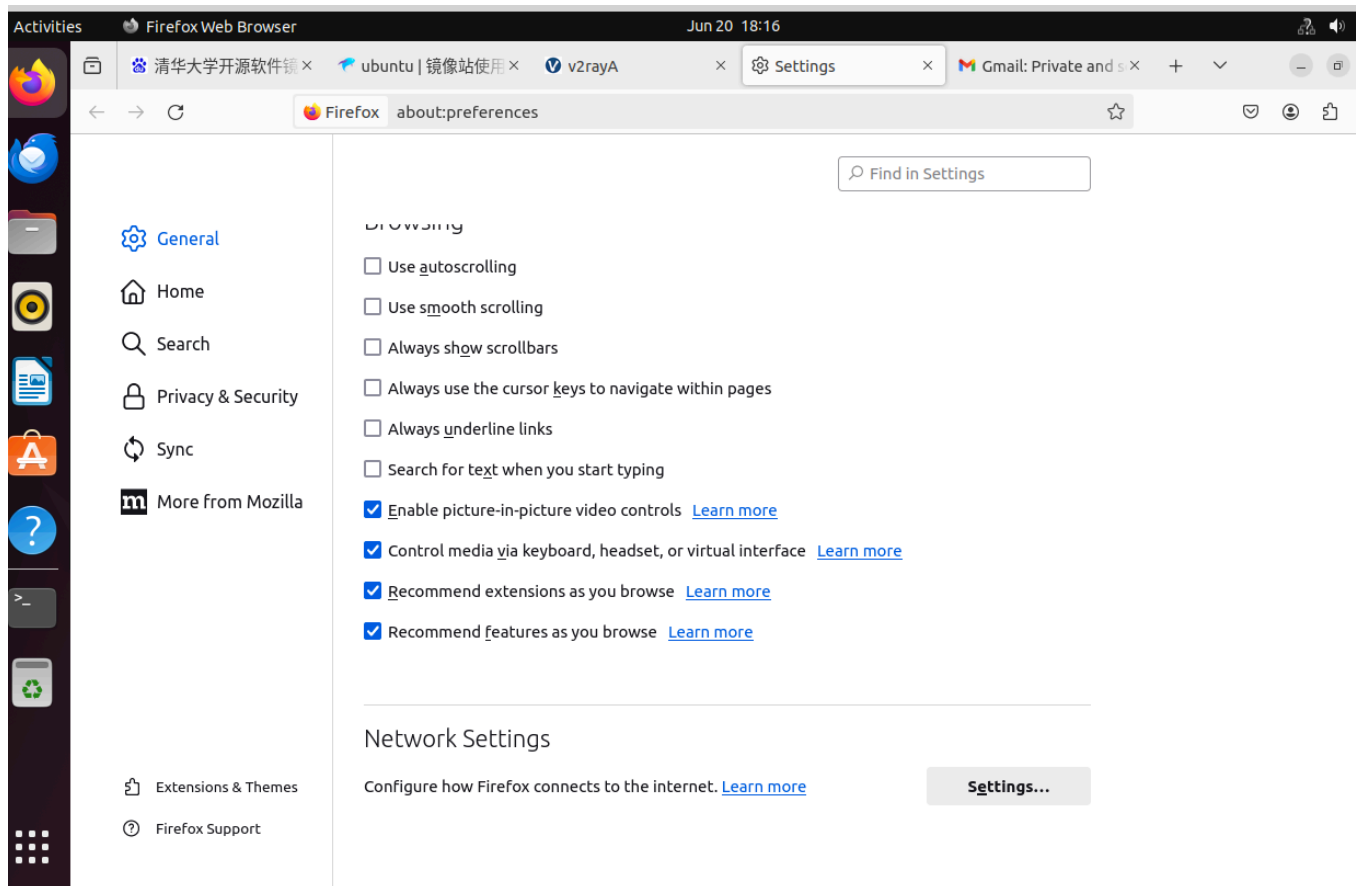 Activities Firefox Web Browser Jun 20 18:16
清华大学开源软件镜 ubuntu | 镜像站使用 v2rayA Settings Gmail: Private and s
Firefox about:preferences
Find in Settings
General
Home
Search
Privacy & Security
Sync
More from Mozilla
Extensions & Themes
Firefox Support
Browsing
Use autoscrolling
Use smooth scrolling
Always show scrollbars
Always use the cursor keys to navigate within pages
Always underline links
Search for text when you start typing
Enable picture-in-picture video controls Learn more
Control media via keyboard, headset, or virtual interface Learn more
Recommend extensions as you browse Learn more
Recommend features as you browse Learn more
Network Settings
Configure how Firefox connects to the internet. Learn more Settings...